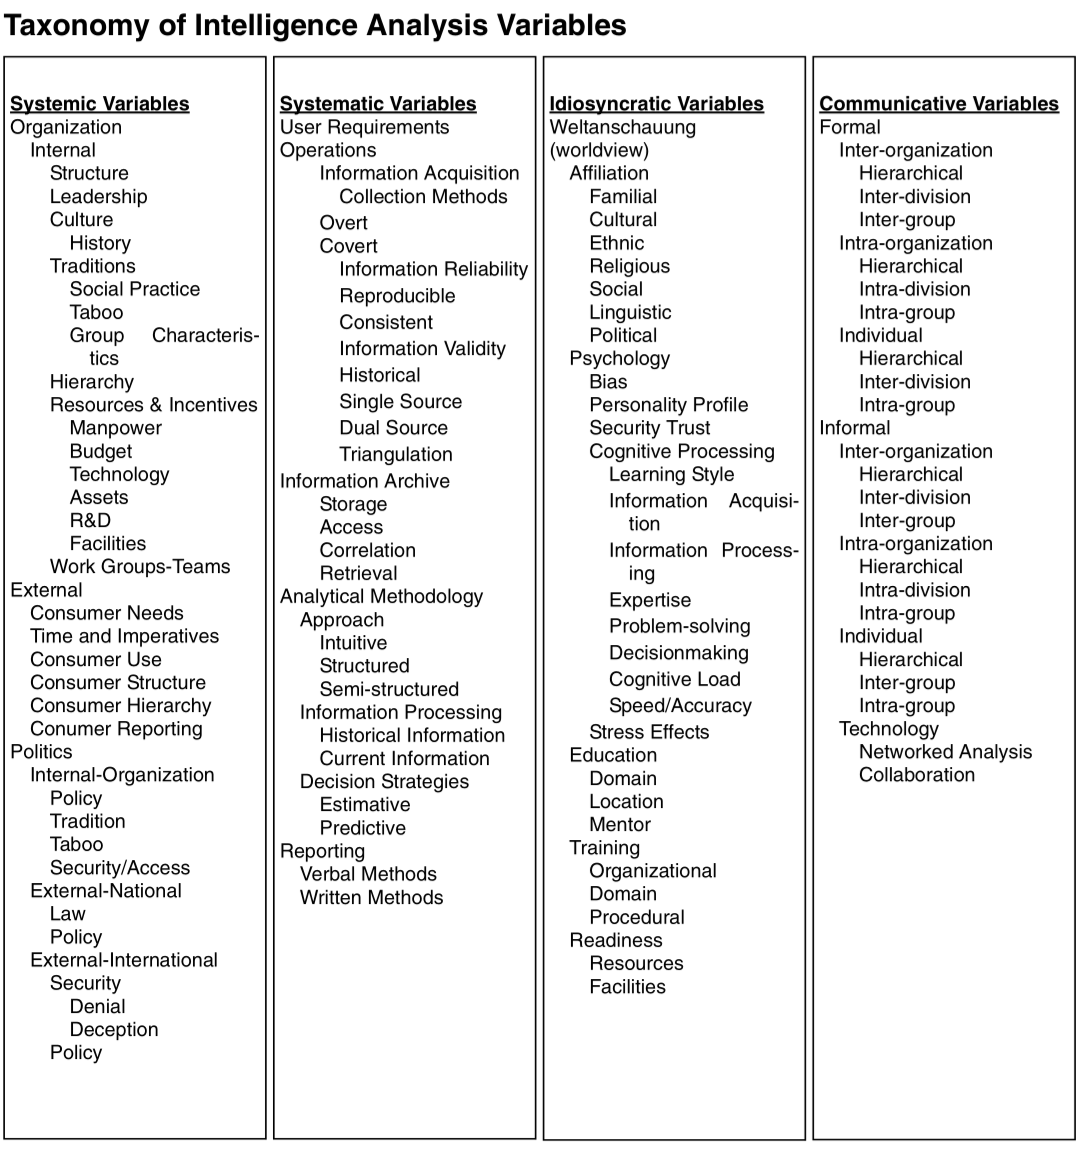 Taxonomy of Intelligence Analysis Variables
Systemic Variables
Organization
Internal
Structure
Leadership
Culture
History
Traditions
Social Practice
Taboo
Group Characteris-
tics
Hierarchy
Resources & Incentives
Manpower
Budget
Technology
Assets
R&D
Facilities
Work Groups-Teams
External
Consumer Needs
Time and Imperatives
Consumer Use
Consumer Structure
Consumer Hierarchy
Conumer Reporting
Politics
Internal-Organization
Policy
Tradition
Taboo
Security/Access
External-National
Law
Policy
External-International
Security
Denial
Deception
Policy
Systematic Variables
User Requirements
Operations
Information Acquisition
Collection Methods
Overt
Covert
Information Reliability
Reproducible
Consistent
Information Validity
Historical
Single Source
Dual Source
Triangulation
Information Archive
Storage
Access
Correlation
Retrieval
Analytical Methodology
Approach
Intuitive
Structured
Semi-structured
Information Processing
Historical Information
Current Information
Decision Strategies
Estimative
Predictive
Reporting
Verbal Methods
Written Methods
Idiosyncratic Variables
Weltanschauung
(worldview)
Affiliation
Familial
Cultural
Ethnic
Religious
Social
Linguistic
Political
Psychology
Bias
Personality Profile
Security Trust
Cognitive Processing
Learning Style
Information Acquisi-
tion
Information Process-
ing
Expertise
Problem-solving
Decisionmaking
Cognitive Load
Speed/Accuracy
Stress Effects
Education
Domain
Location
Mentor
Training
Organizational
Domain
Procedural
Readiness
Resources
Facilities
Communicative Variables
Formal
Inter-organization
Hierarchical
Inter-division
Inter-group
Intra-organization
Hierarchical
Intra-division
Intra-group
Individual
Hierarchical
Inter-division
Intra-group
Informal
Inter-organization
Hierarchical
Inter-division
Inter-group
Intra-organization
Hierarchical
Intra-division
Intra-group
Individual
Hierarchical
Inter-group
Intra-group
Technology
Networked Analysis
Collaboration